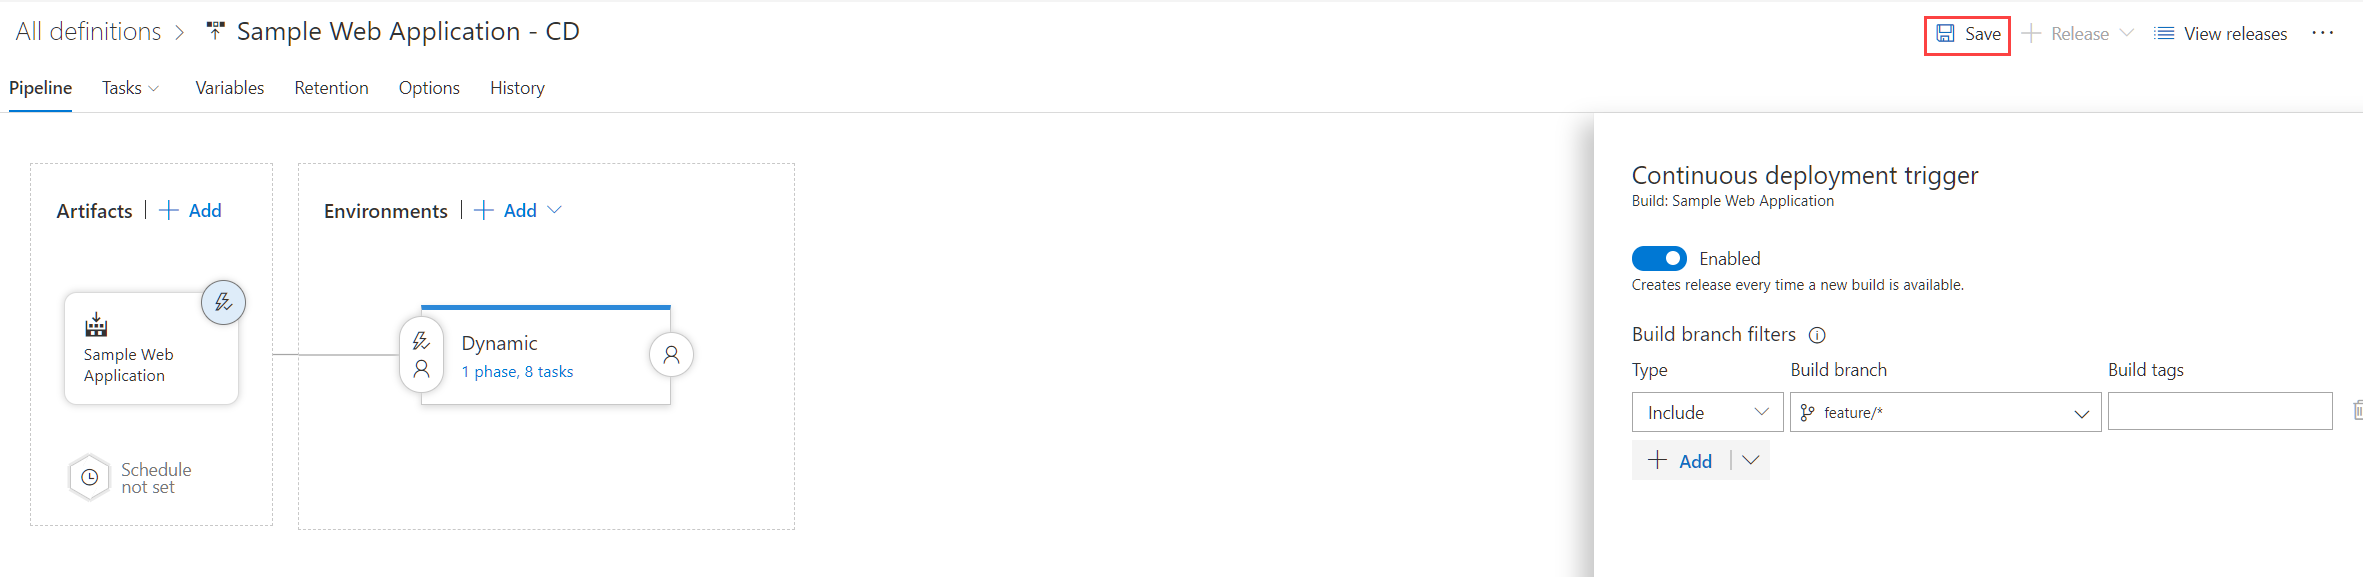 All definitions > Sample Web Application - CD
Save
Release
View releases
Pipeline
Tasks
Variables
Retention
Options
History
Artifacts | + Add
Environments | + Add
Sample Web
Application
Schedule
not set
Dynamic
1 phase, 8 tasks
Continuous deployment trigger
Build: Sample Web Application
Enabled
Creates release every time a new build is available.
Build branch filters
Type
Build branch
Build tags
Include
feature/*
+ Add